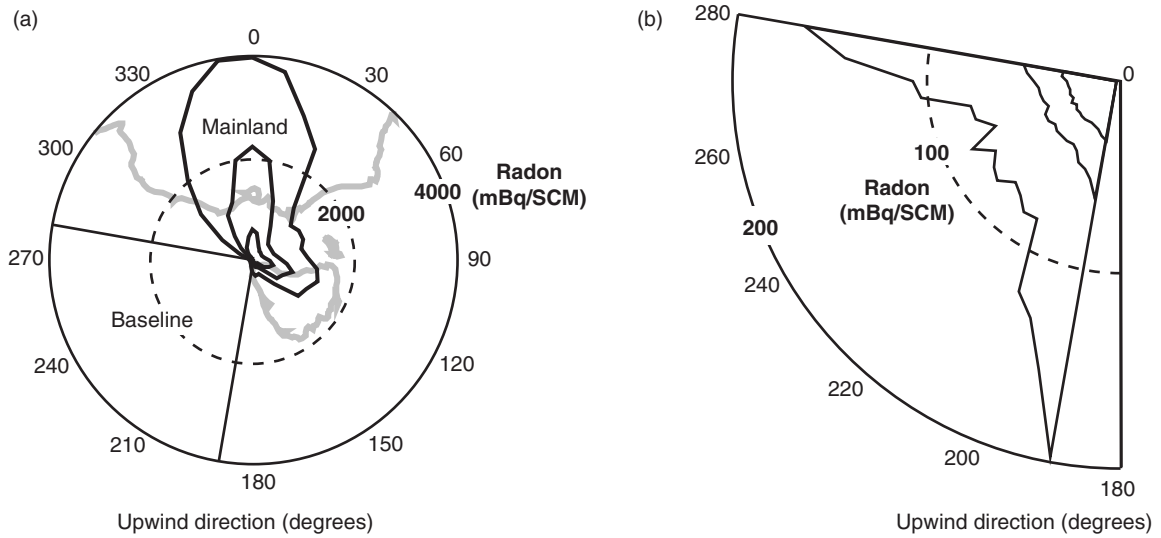 (a)
0
330
30
Mainland
300
60
Radon
4000 (mBq/SCM)
2000
270
90
Baseline
240
120
210
150
180
Upwind direction (degrees)
(b)
280
0
260
100
Radon
(mBq/SCM)
200
240
220
200
180
Upwind direction (degrees)